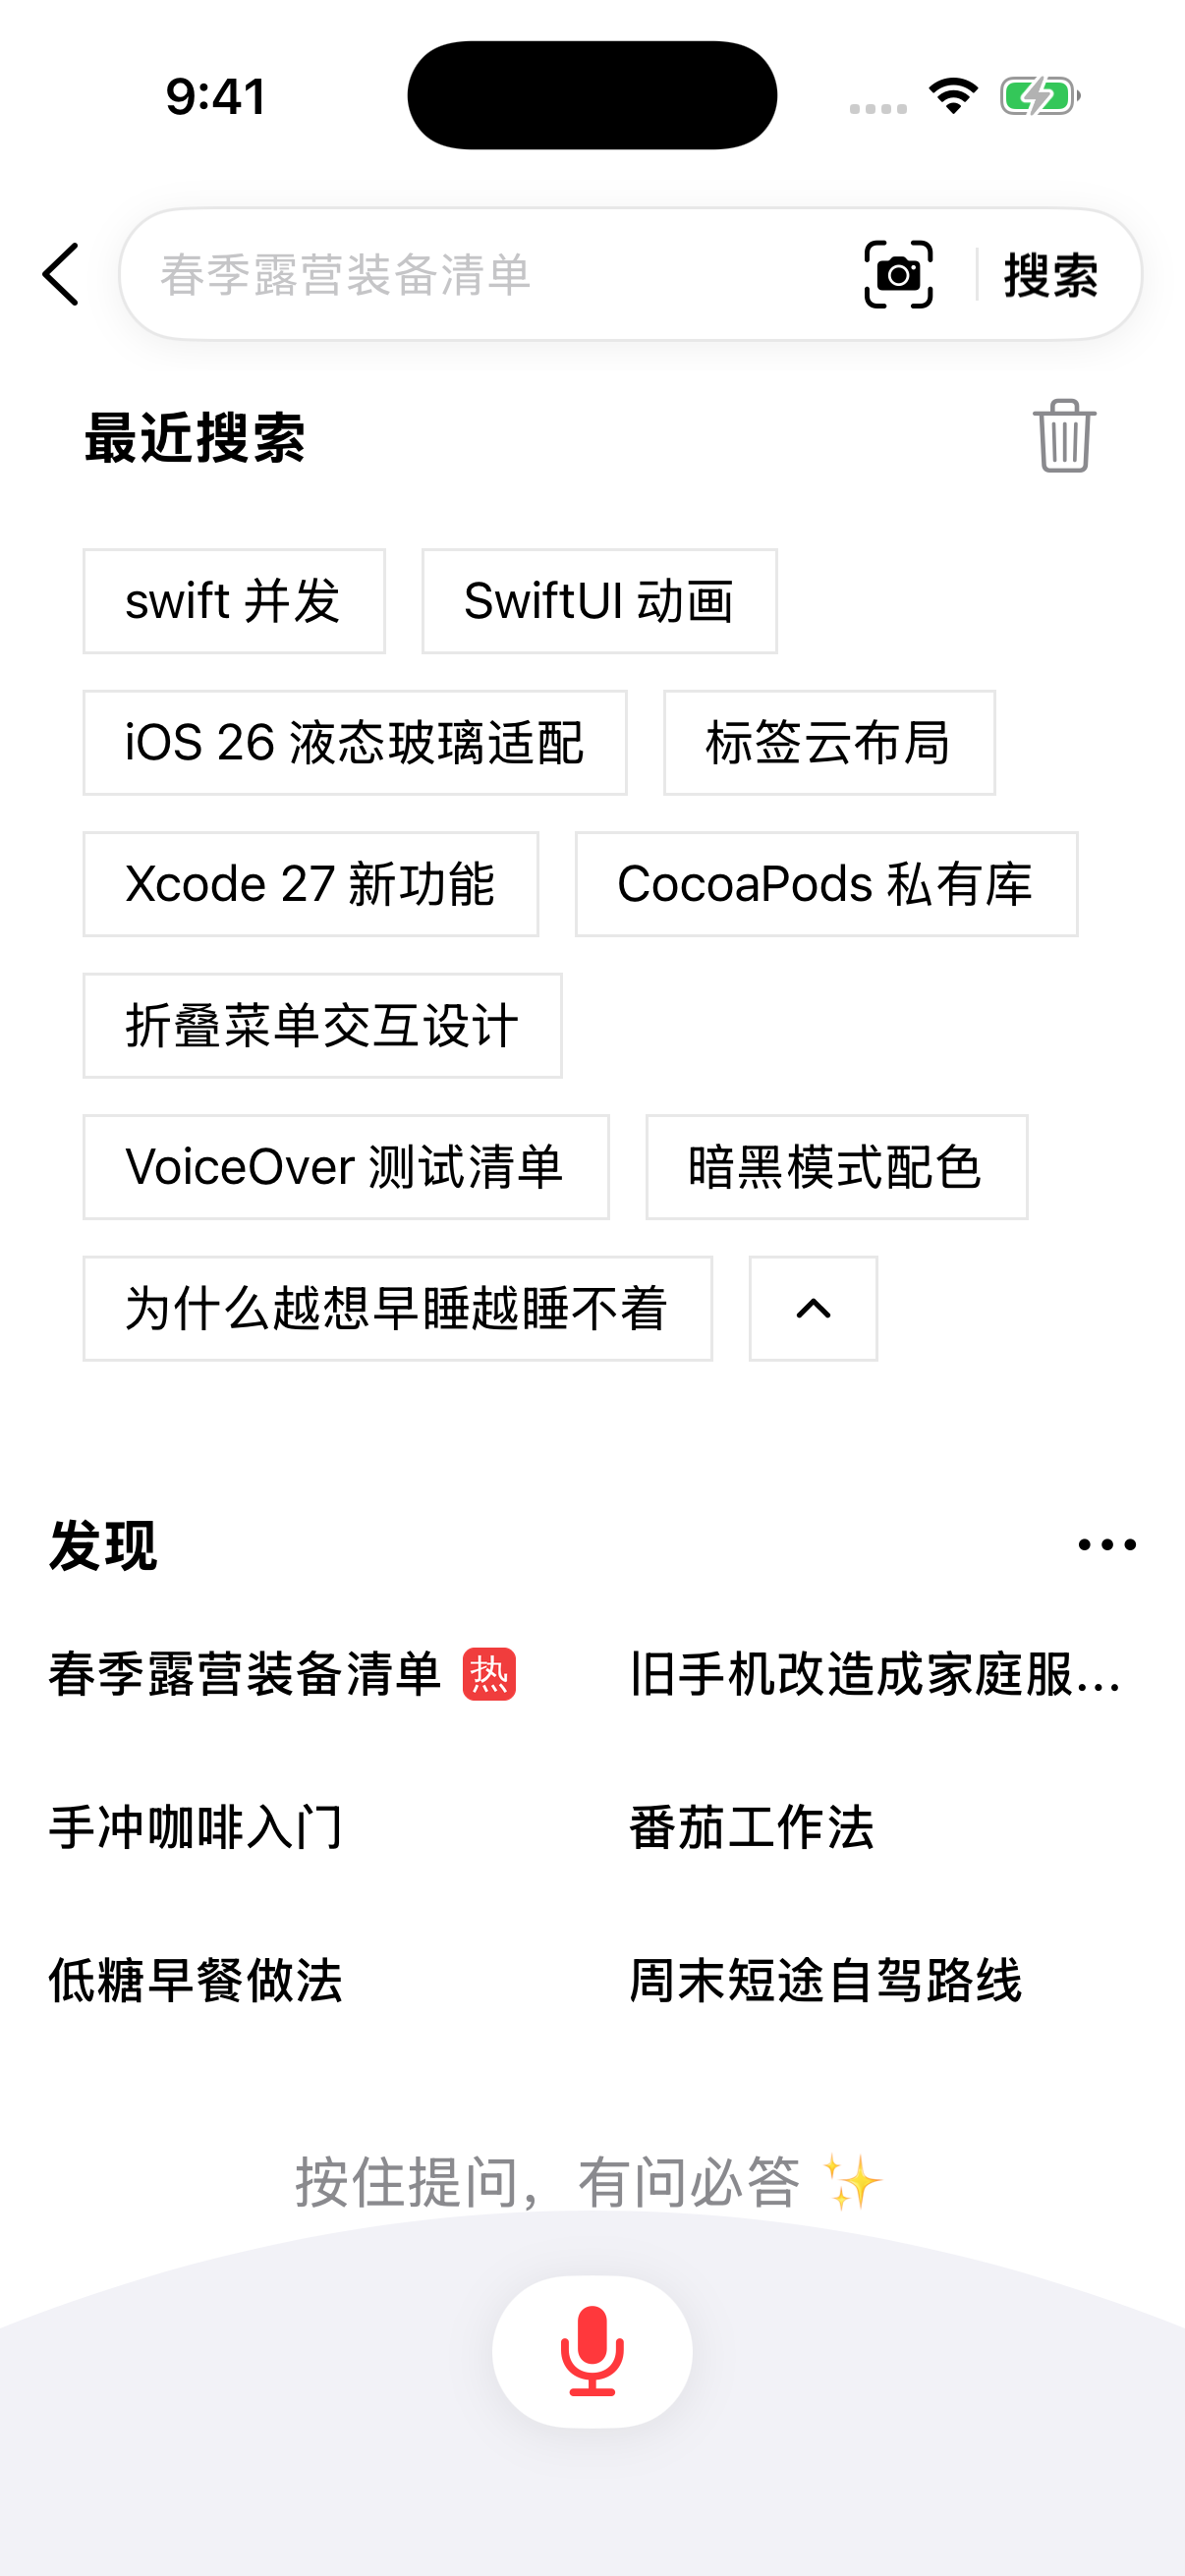 9:41
春季露营装备清单 搜索
最近搜索
swift 并发 SwiftUI 动画
iOS 26 液态玻璃适配 标签云布局
Xcode 27 新功能 CocoaPods 私有库
折叠菜单交互设计
VoiceOver 测试清单 暗黑模式配色
为什么越想早睡越睡不着
发现
春季露营装备清单 热 旧手机改造成家庭服...
手冲咖啡入门 番茄工作法
低糖早餐做法 周末短途自驾路线
按住提问，有问必答 ✨